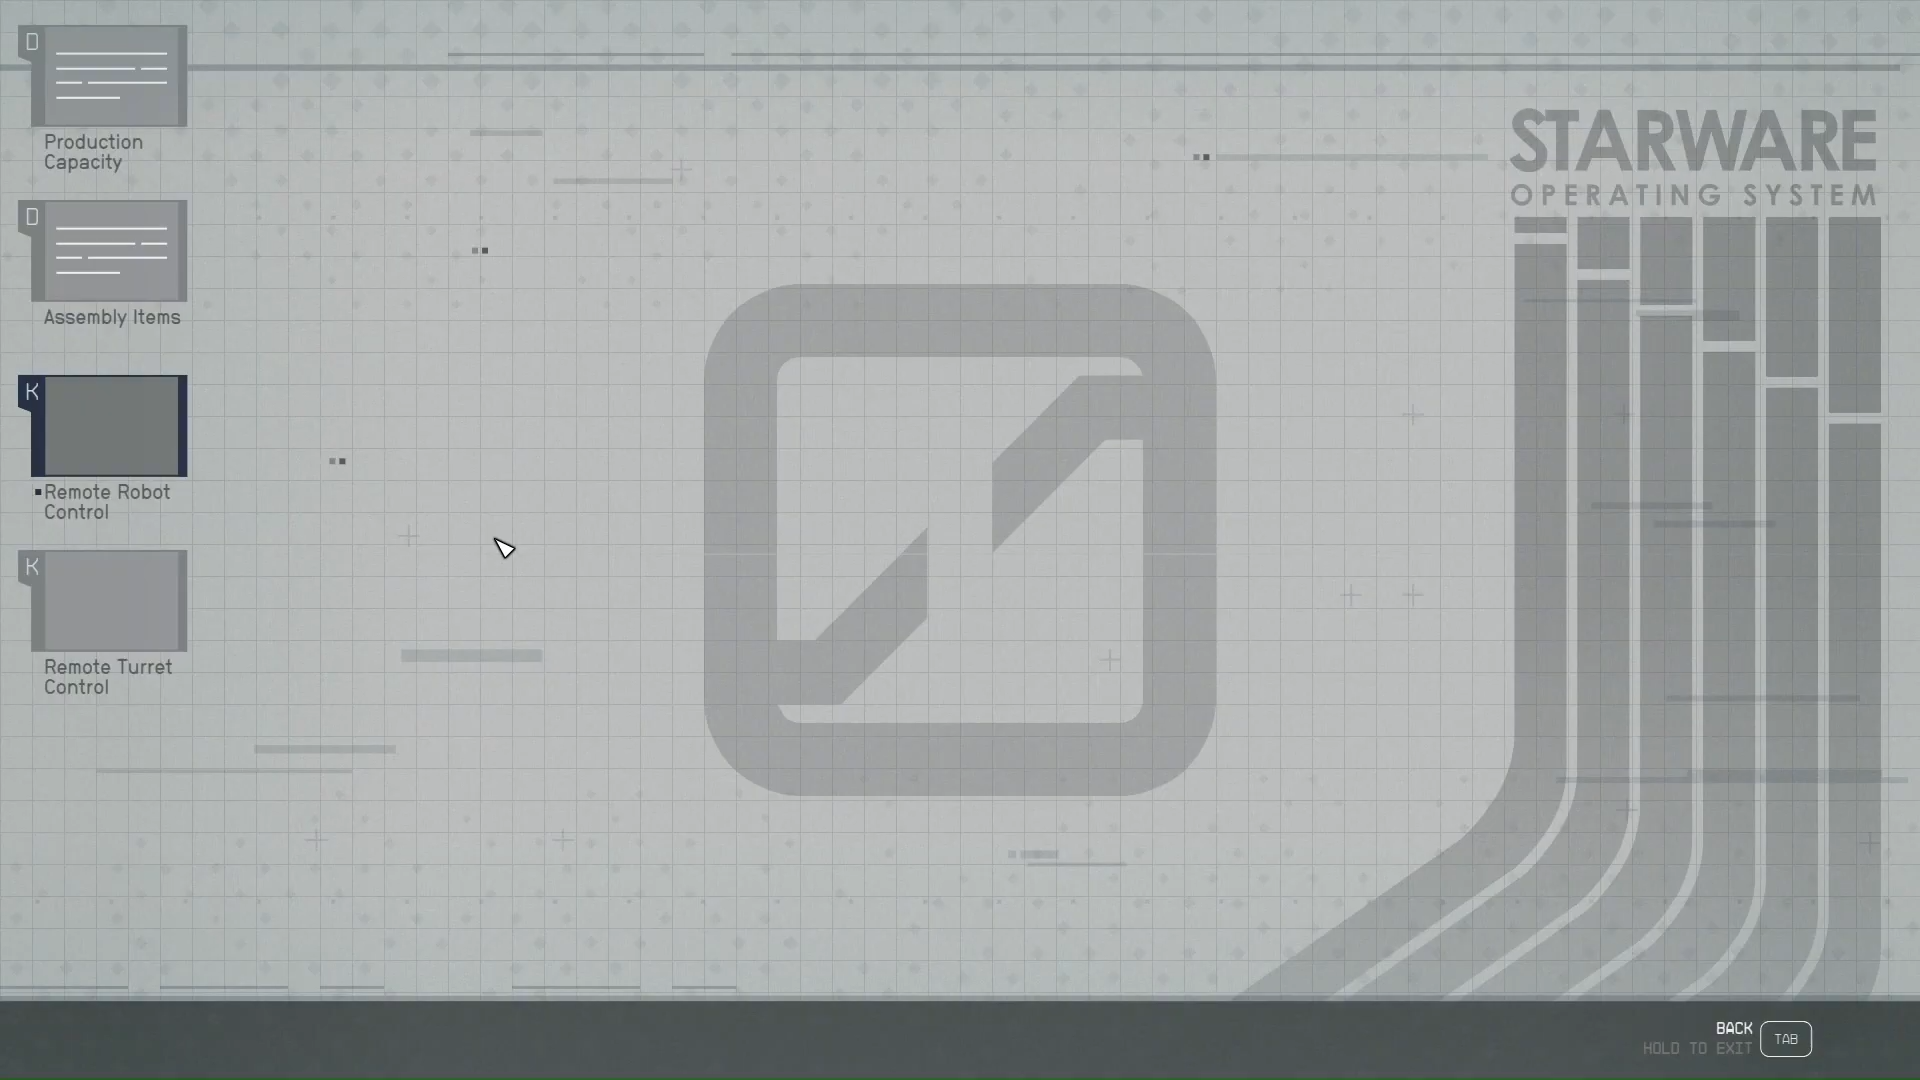 D
Production
Capacity
D
Assembly Items
K
Remote Robot
Control
K
Remote Turret
Control
STARWARE
OPERATING SYSTEM
BACK
HOLD TO EXIT
TAB